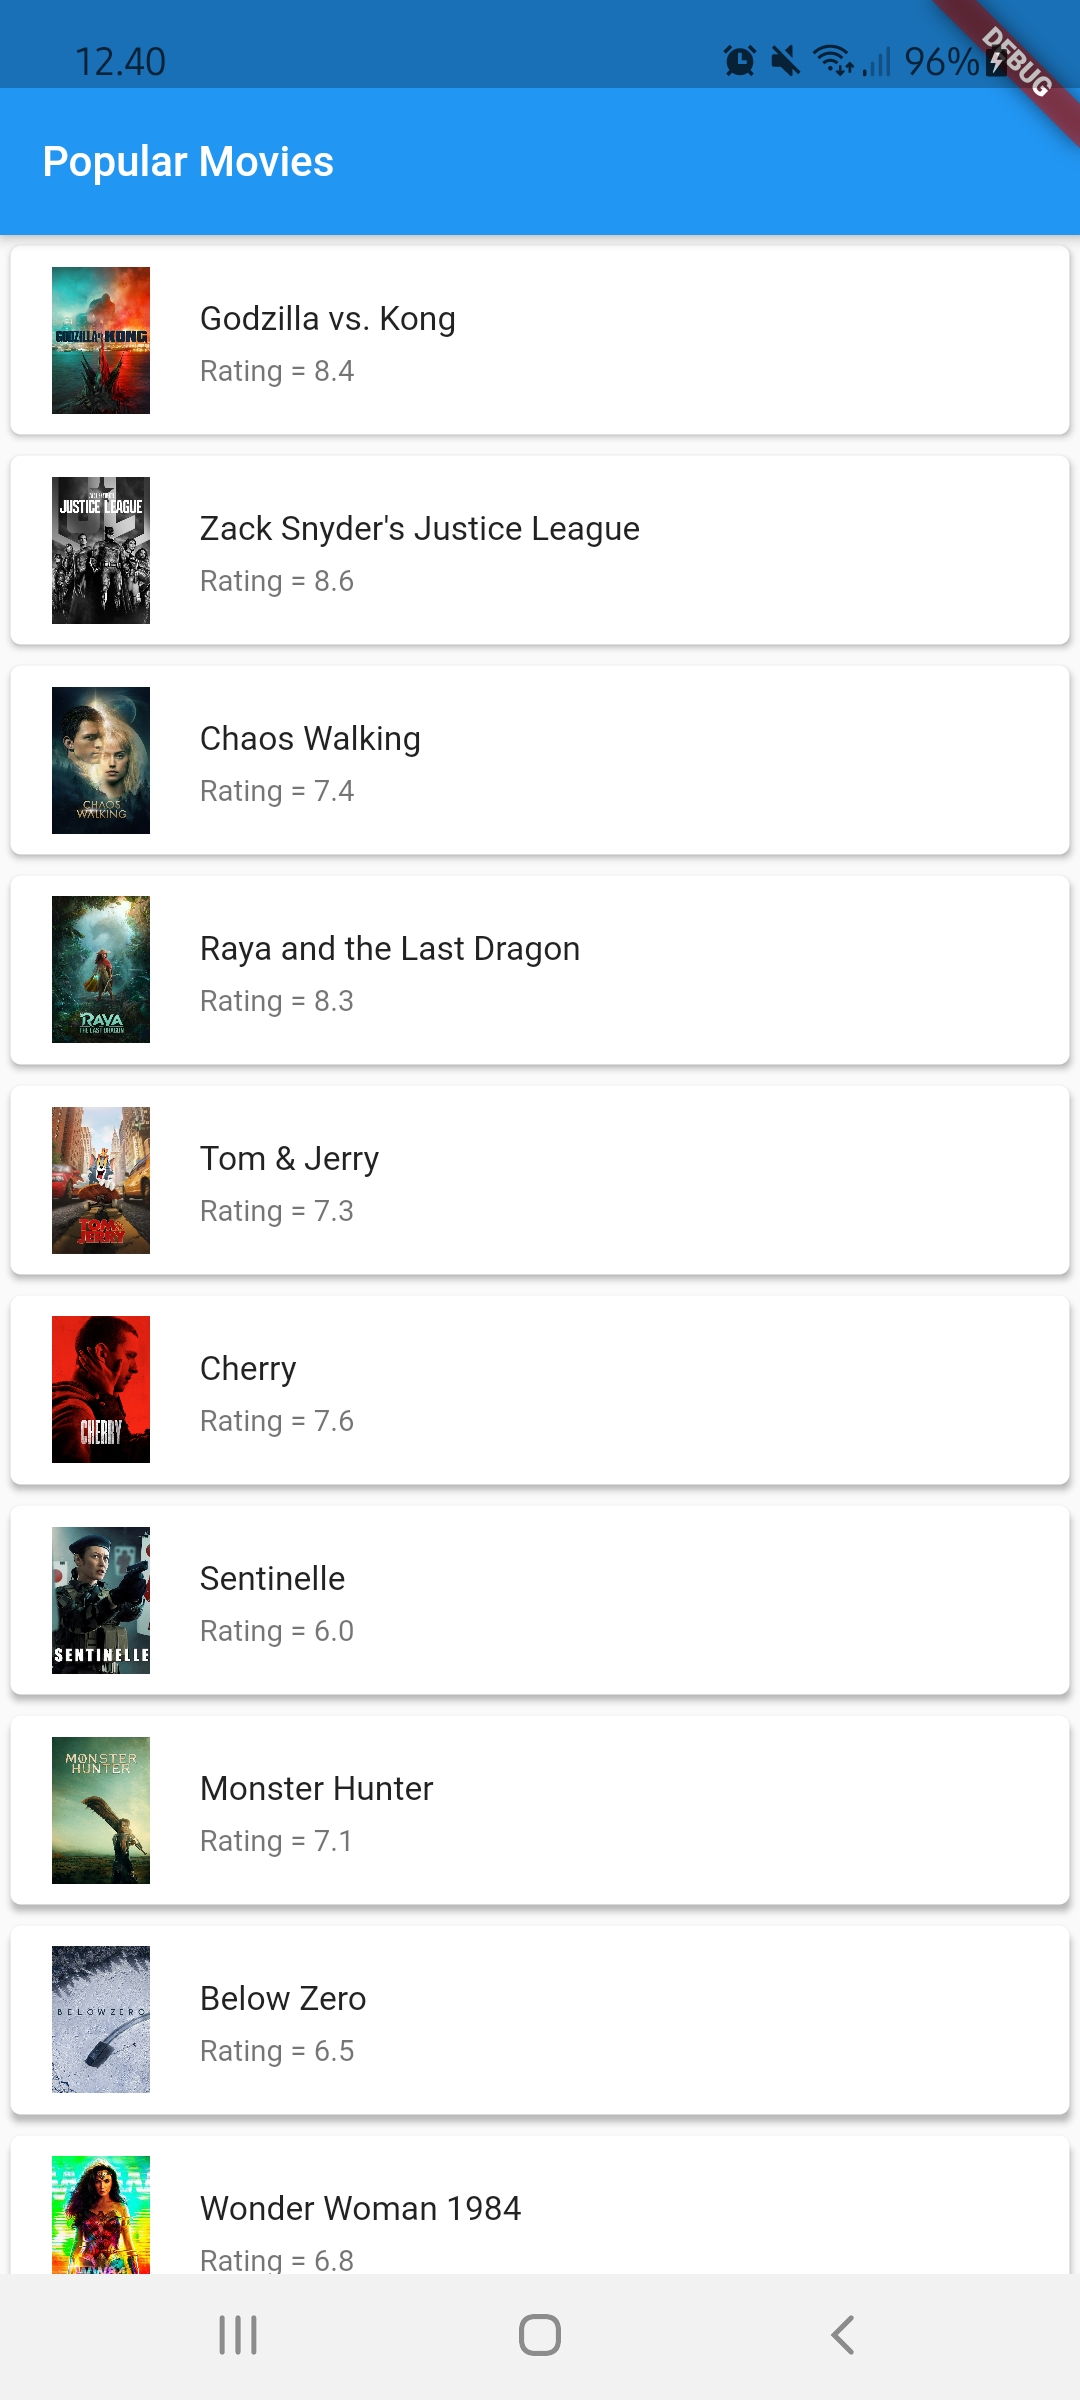 12.40
96%
DEBUG
Popular Movies
GODZILLA VS. KONG
Godzilla vs. Kong
Rating = 8.4
JUSTICE LEAGUE
Zack Snyder's Justice League
Rating = 8.6
CHAOS
WALKING
Chaos Walking
Rating = 7.4
RAYA
THE LAST DRAGON
Raya and the Last Dragon
Rating = 8.3
TOM &
JERRY
Tom & Jerry
Rating = 7.3
CHERRY
Cherry
Rating = 7.6
SENTINELLE
Sentinelle
Rating = 6.0
MONSTER
HUNTER
Monster Hunter
Rating = 7.1
BELOW ZERO
Below Zero
Rating = 6.5
Wonder Woman 1984
Rating = 6.8